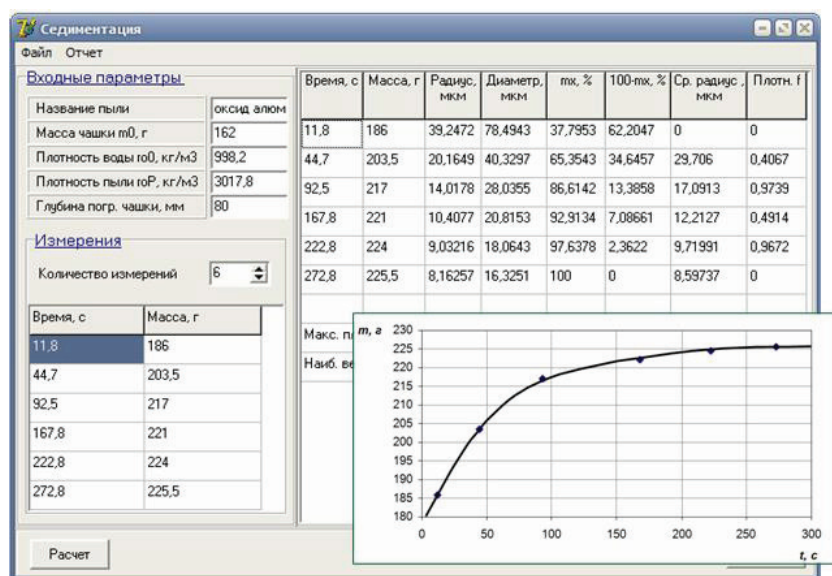 Седиментация
Файл Отчет
Входные параметры
Название пыли оксид алюм
Масса чашки m0, г 162
Плотность воды ro0, кг/м3 998,2
Плотность пыли roP, кг/м3 3017,8
Глубина погр. чашки, мм 80
Измерения
Количество измерений 6
Время, с Масса, г
11,8 186
44,7 203,5
92,5 217
167,8 221
222,8 224
272,8 225,5
Расчет
Время, с Масса, г Радиус, мкм Диаметр, мкм mx, % 100-mx, % Ср. радиус , мкм Плотн. f
11,8 186 39,2472 78,4943 37,7953 62,2047 0 0
44,7 203,5 20,1649 40,3297 65,3543 34,6457 29,706 0,4067
92,5 217 14,0178 28,0355 86,6142 13,3858 17,0913 0,9739
167,8 221 10,4077 20,8153 92,9134 7,08661 12,2127 0,4914
222,8 224 9,03216 18,0643 97,6378 2,3622 9,71991 0,9672
272,8 225,5 8,16257 16,3251 100 0 8,59737 0
Макс. п
Наиб. ве
m, г
230
225
220
215
210
205
200
195
190
185
180
0 50 100 150 200 250 300
t, с